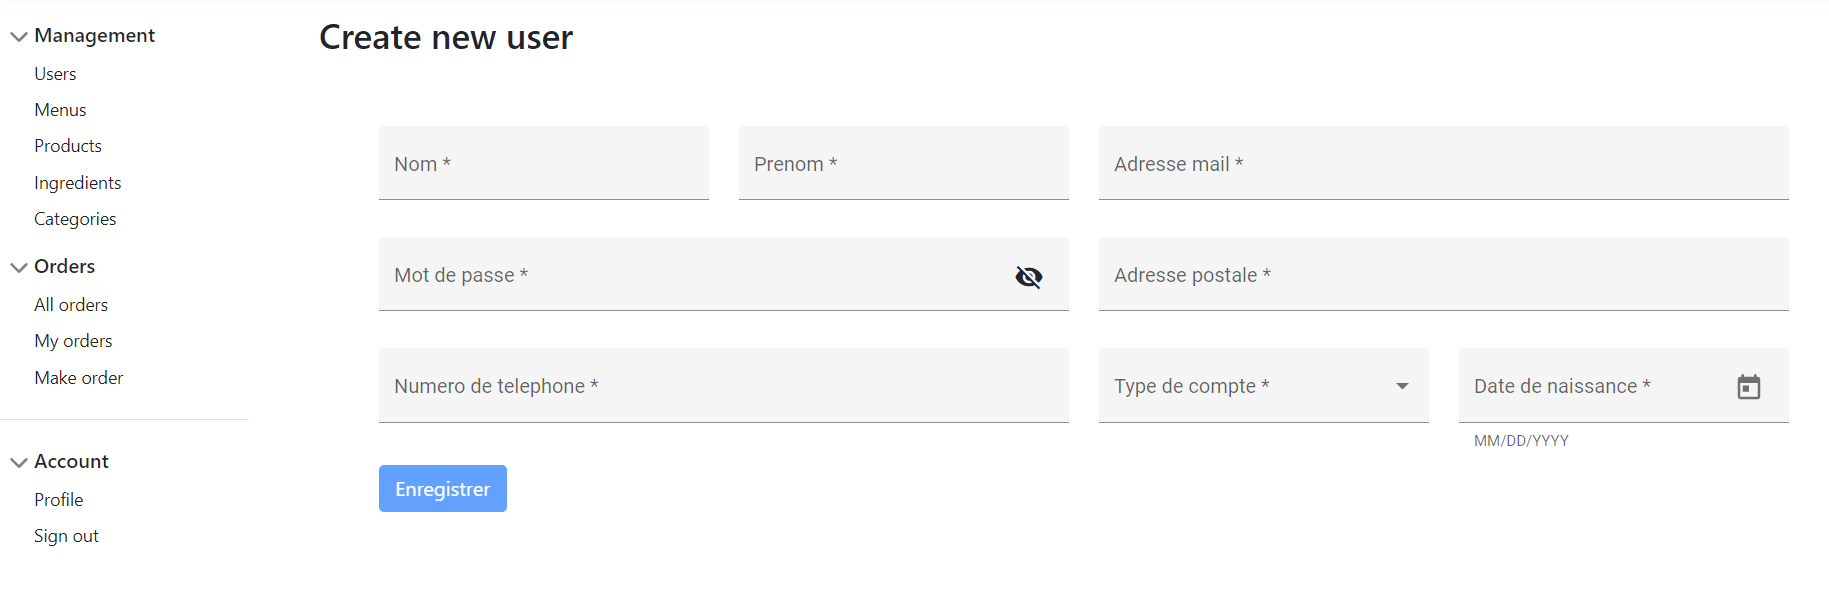 Management
Users
Menus
Products
Ingredients
Categories
Orders
All orders
My orders
Make order
Account
Profile
Sign out
Create new user
Nom *
Prenom *
Adresse mail *
Mot de passe *
Adresse postale *
Numero de telephone *
Type de compte *
Date de naissance *
MM/DD/YYYY
Enregistrer